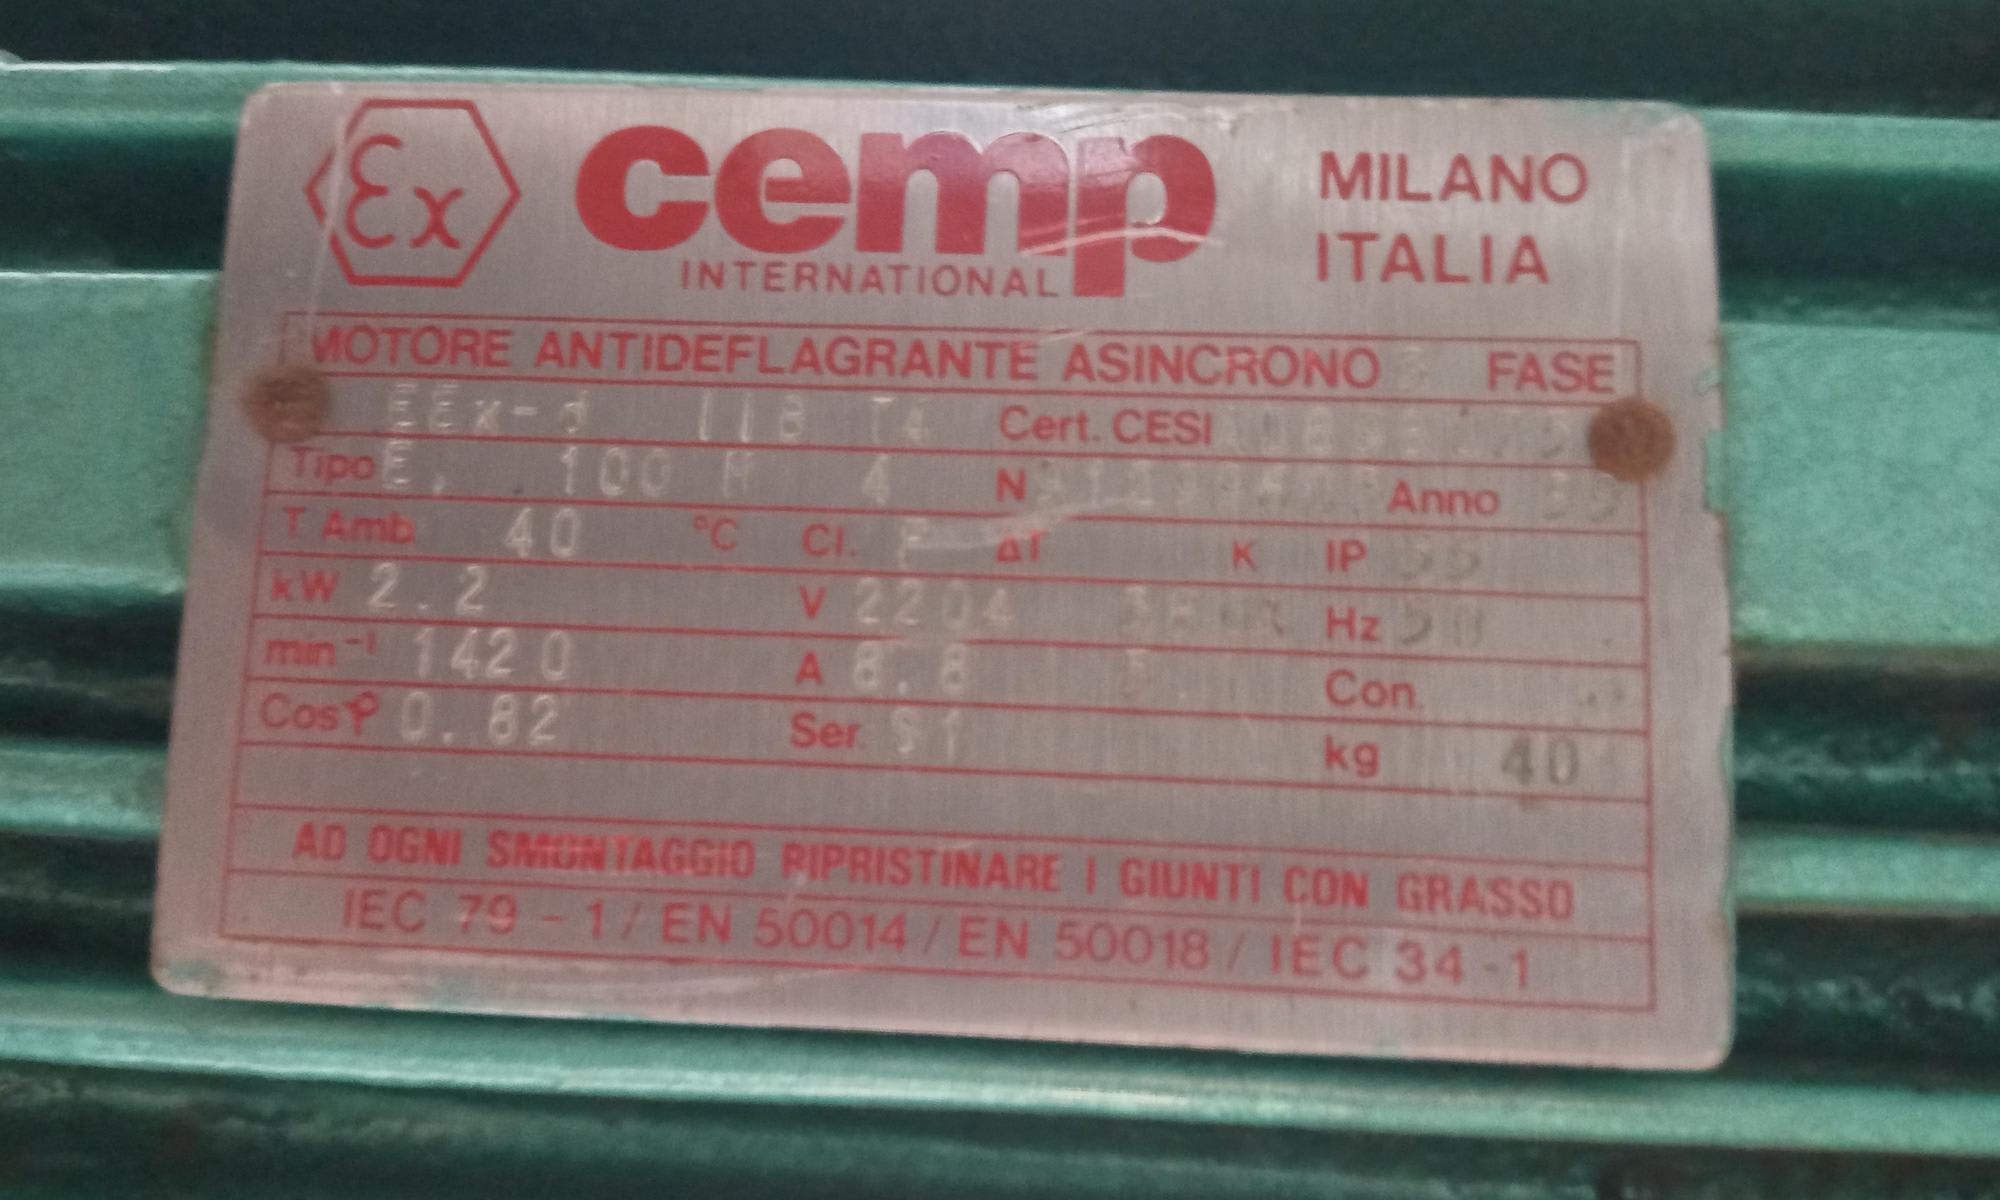 Ex cemp MILANO
INTERNATIONAL ITALIA
MOTORE ANTIDEFLAGRANTE ASINCRONO 3 FASE
EEx-d IIB T4 Cert. CESI
Tipo E. 100 4 N Anno
T. Amb. 40 °C Cl. F ΔT K IP 55
kW 2.2 V 220Δ Hz 50
min⁻¹ 1420 A 8.8 Con.
Cosφ 0.82 Ser. S1 kg 40
AD OGNI SMONTAGGIO RIPRISTINARE I GIUNTI CON GRASSO
IEC 79 - 1 / EN 50014 / EN 50018 / IEC 34 - 1